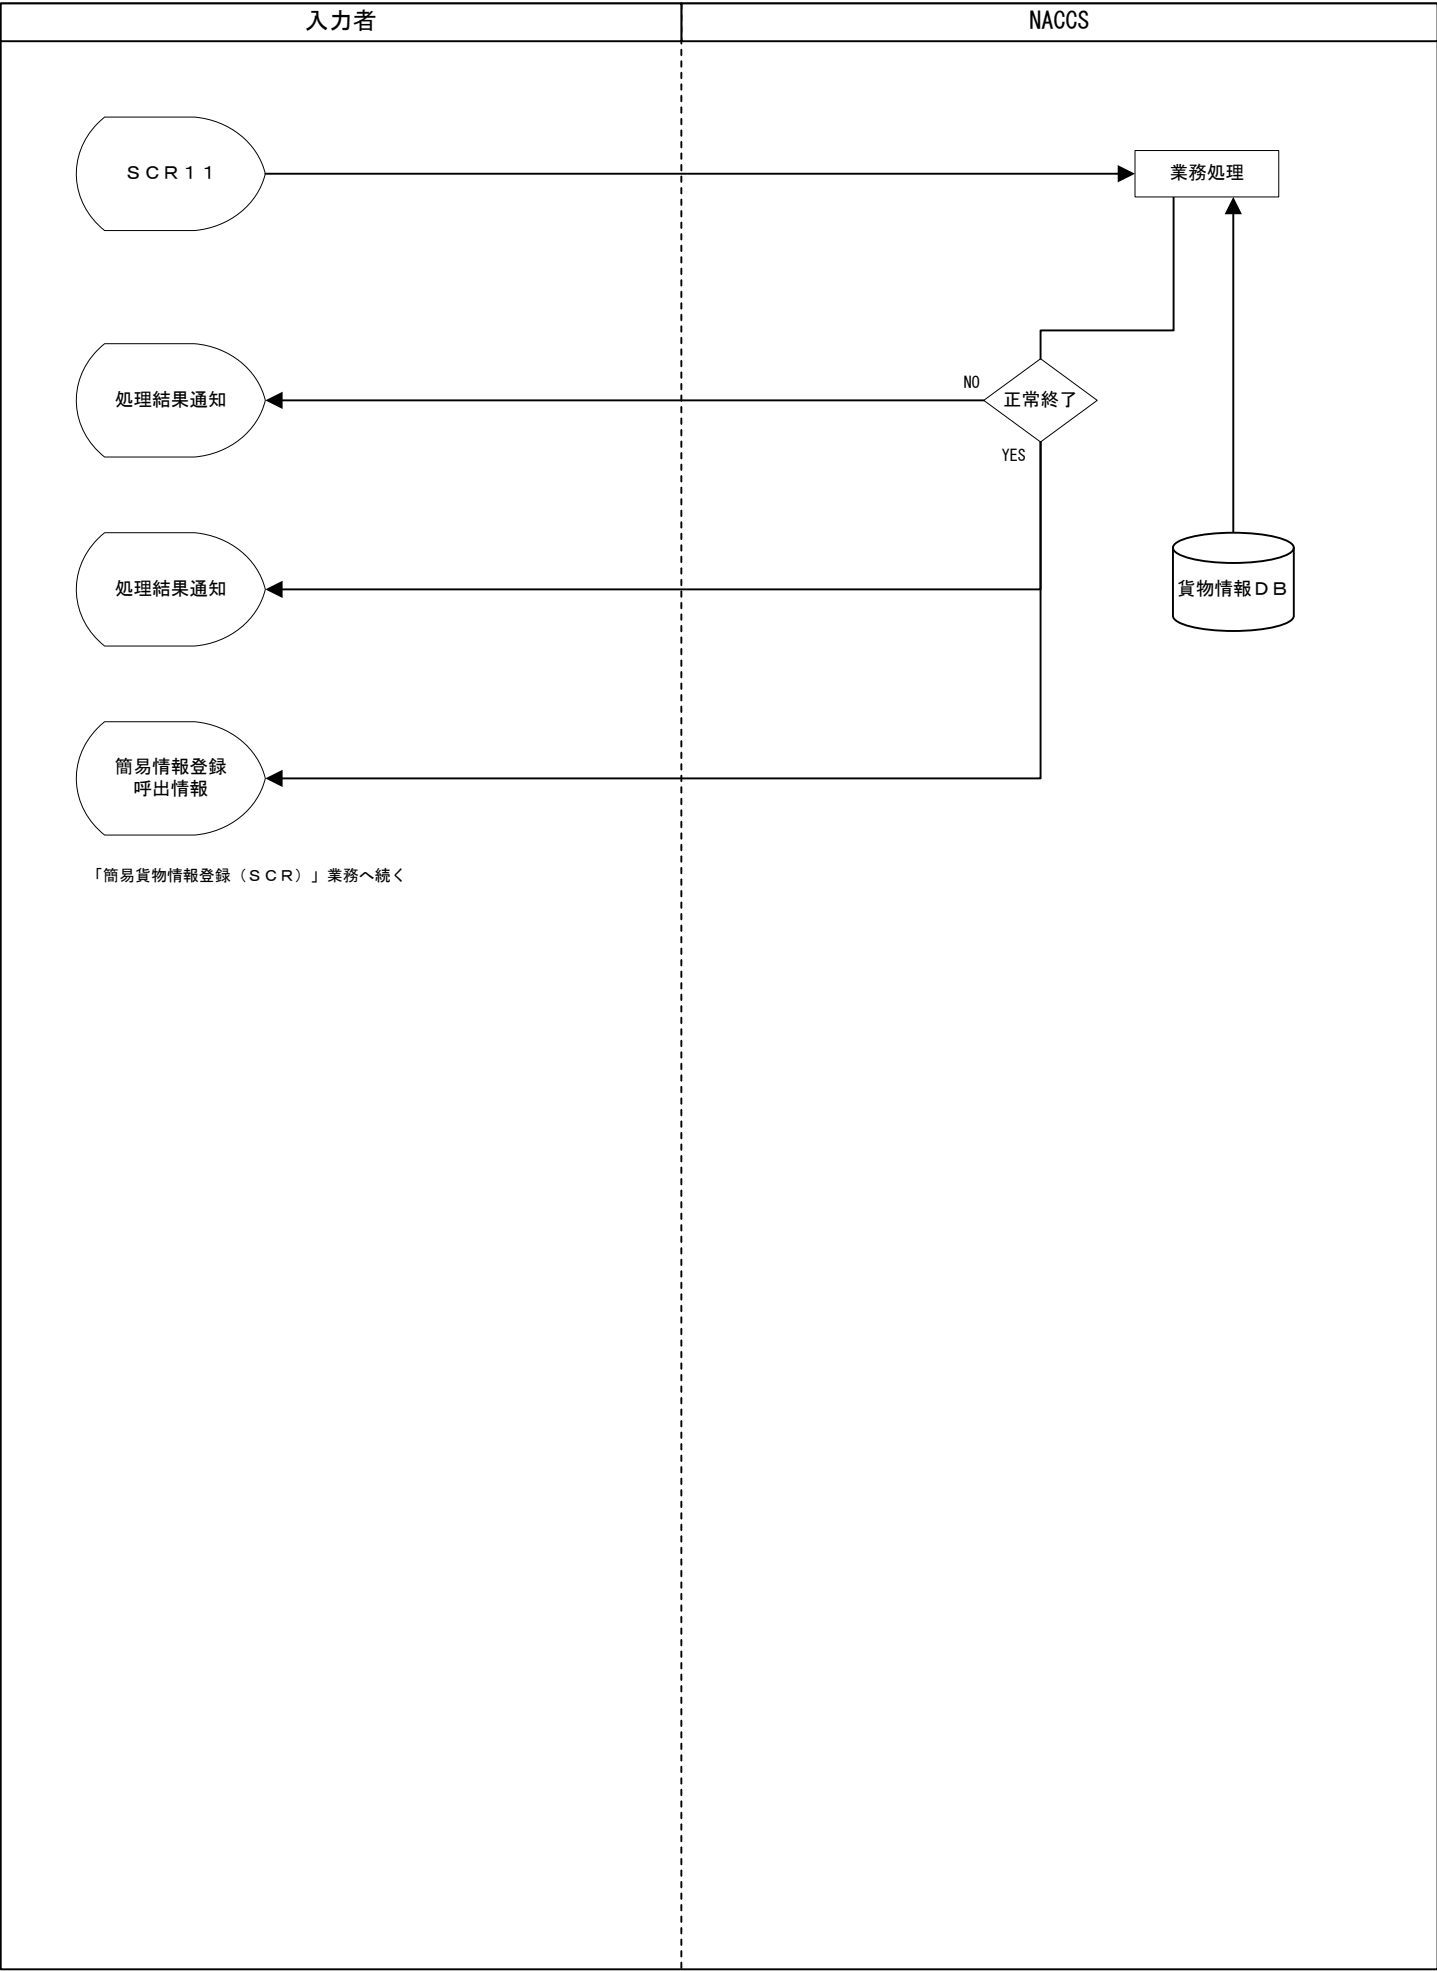 入力者
NACCS
ＳＣＲ１１
業務処理
処理結果通知
NO
正常終了
YES
処理結果通知
貨物情報ＤＢ
簡易情報登録
呼出情報
「簡易貨物情報登録（ＳＣＲ）」業務へ続く